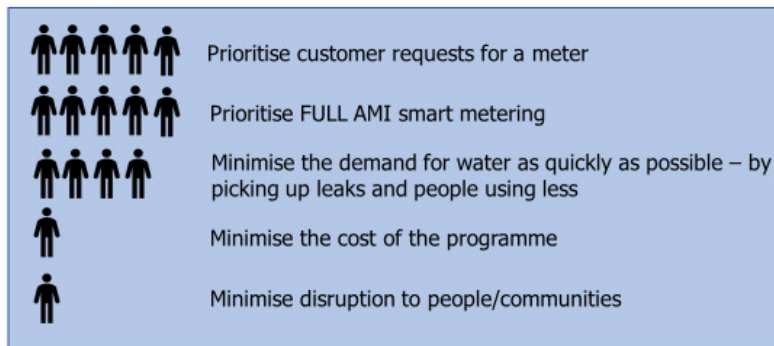 Prioritise customer requests for a meter
Prioritise FULL AMI smart metering
Minimise the demand for water as quickly as possible – by
picking up leaks and people using less
Minimise the cost of the programme
Minimise disruption to people/communities